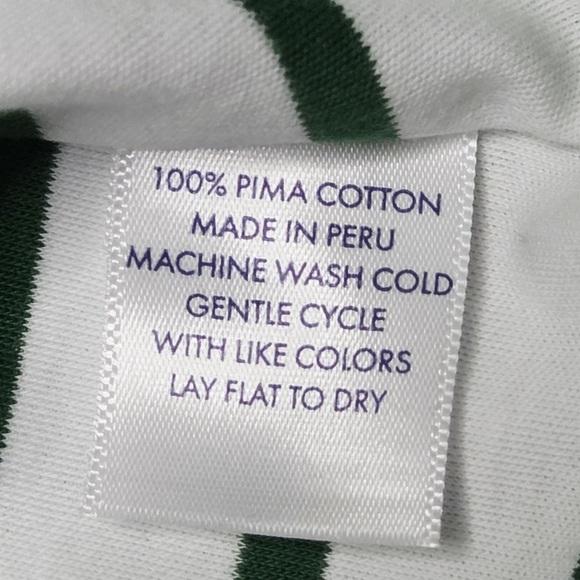 100% PIMA COTTON
MADE IN PERU
MACHINE WASH COLD
GENTLE CYCLE
WITH LIKE COLORS
LAY FLAT TO DRY